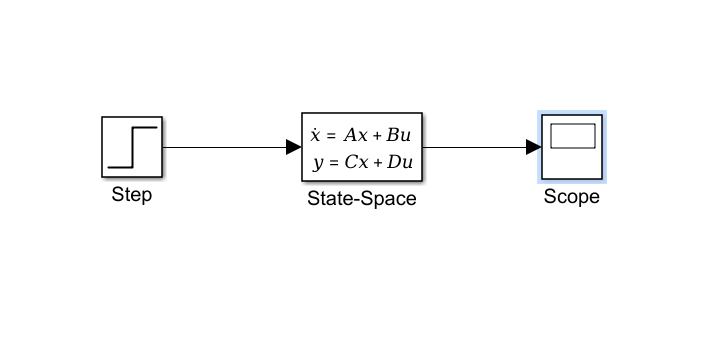 ẋ = Ax + Bu
y = Cx + Du
Step
State-Space
Scope